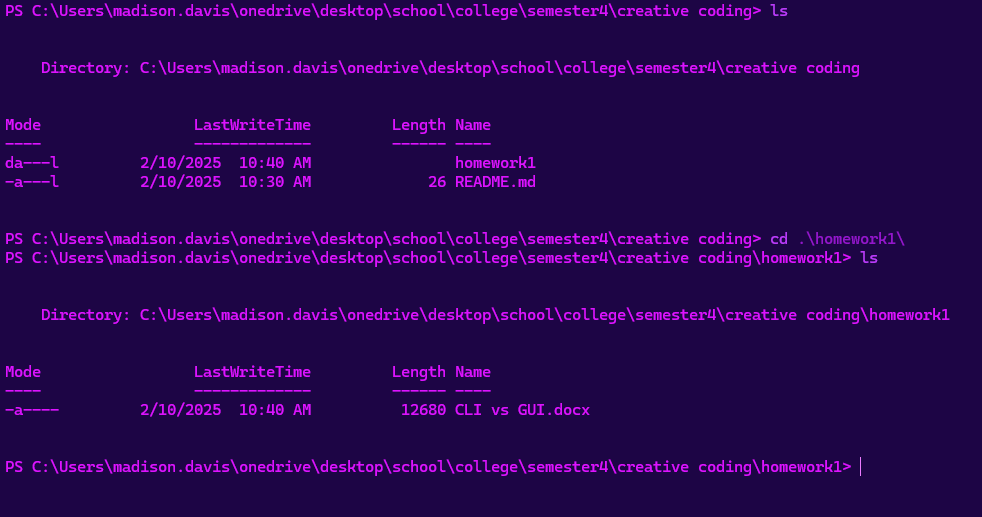 PS C:\Users\madison.davis\onedrive\desktop\school\college\semester4\creative coding> ls
Directory: C:\Users\madison.davis\onedrive\desktop\school\college\semester4\creative coding
Mode                 LastWriteTime         Length Name
----                 -------------         ------ ----
da---l         2/10/2025  10:40 AM                homework1
-a---l         2/10/2025  10:30 AM             26 README.md
PS C:\Users\madison.davis\onedrive\desktop\school\college\semester4\creative coding> cd .\homework1\
PS C:\Users\madison.davis\onedrive\desktop\school\college\semester4\creative coding\homework1> ls
Directory: C:\Users\madison.davis\onedrive\desktop\school\college\semester4\creative coding\homework1
Mode                 LastWriteTime         Length Name
----                 -------------         ------ ----
-a----         2/10/2025  10:40 AM          12680 CLI vs GUI.docx
PS C:\Users\madison.davis\onedrive\desktop\school\college\semester4\creative coding\homework1>